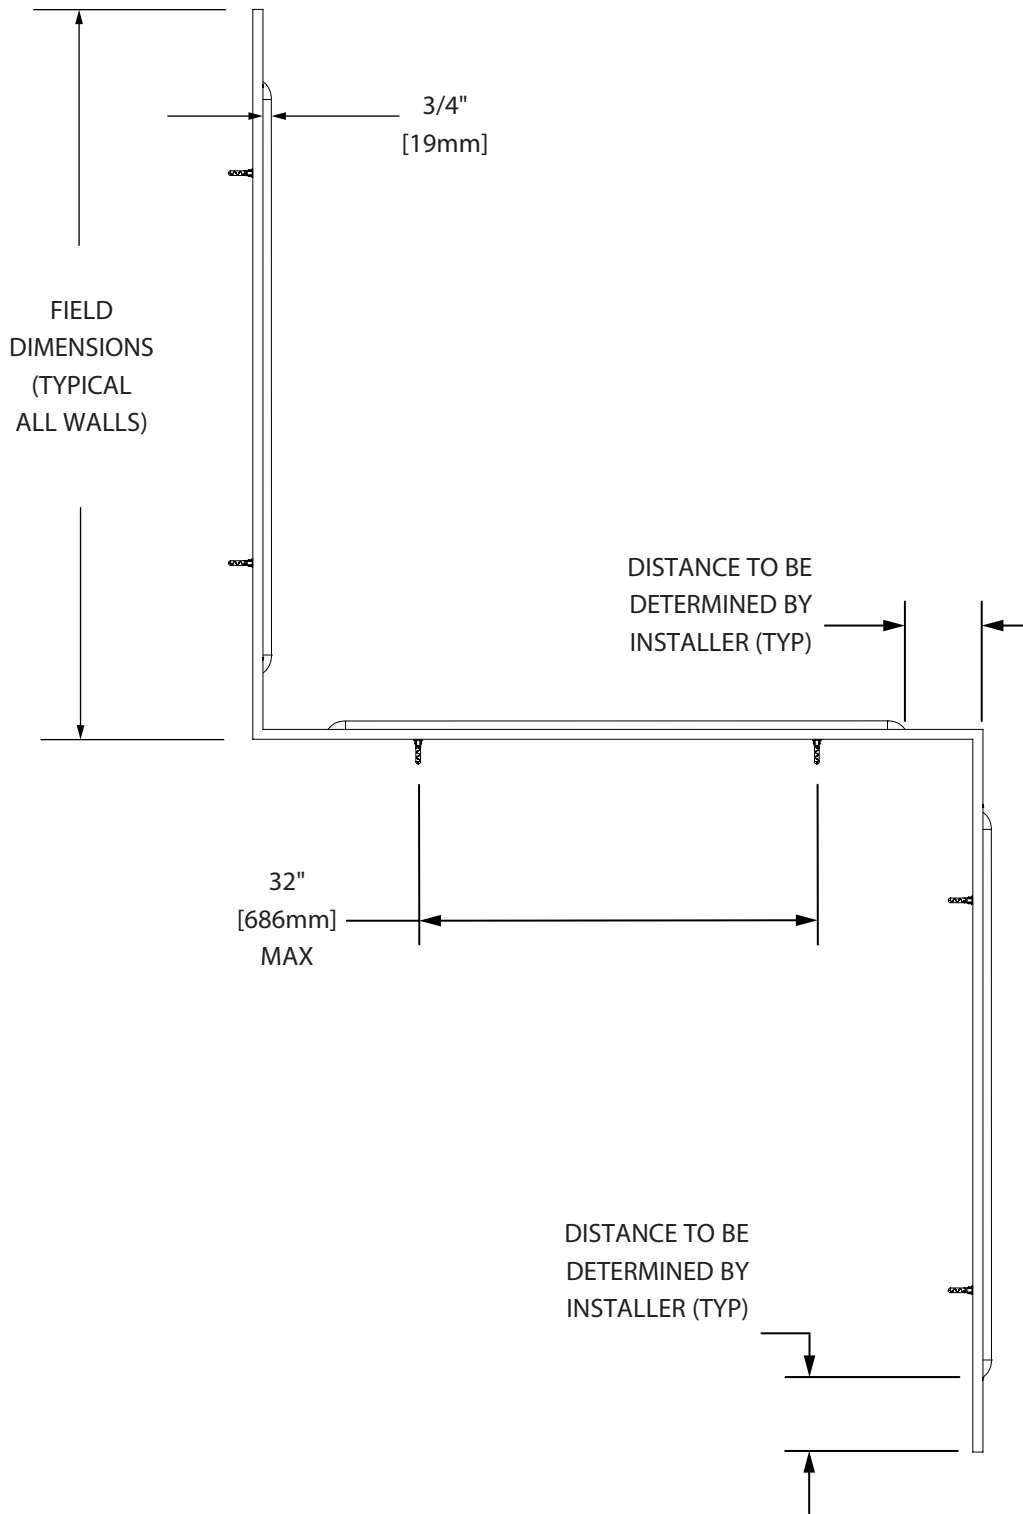 3/4"
[19mm]
FIELD
DIMENSIONS
(TYPICAL
ALL WALLS)
DISTANCE TO BE
DETERMINED BY
INSTALLER (TYP)
32"
[686mm]
MAX
DISTANCE TO BE
DETERMINED BY
INSTALLER (TYP)